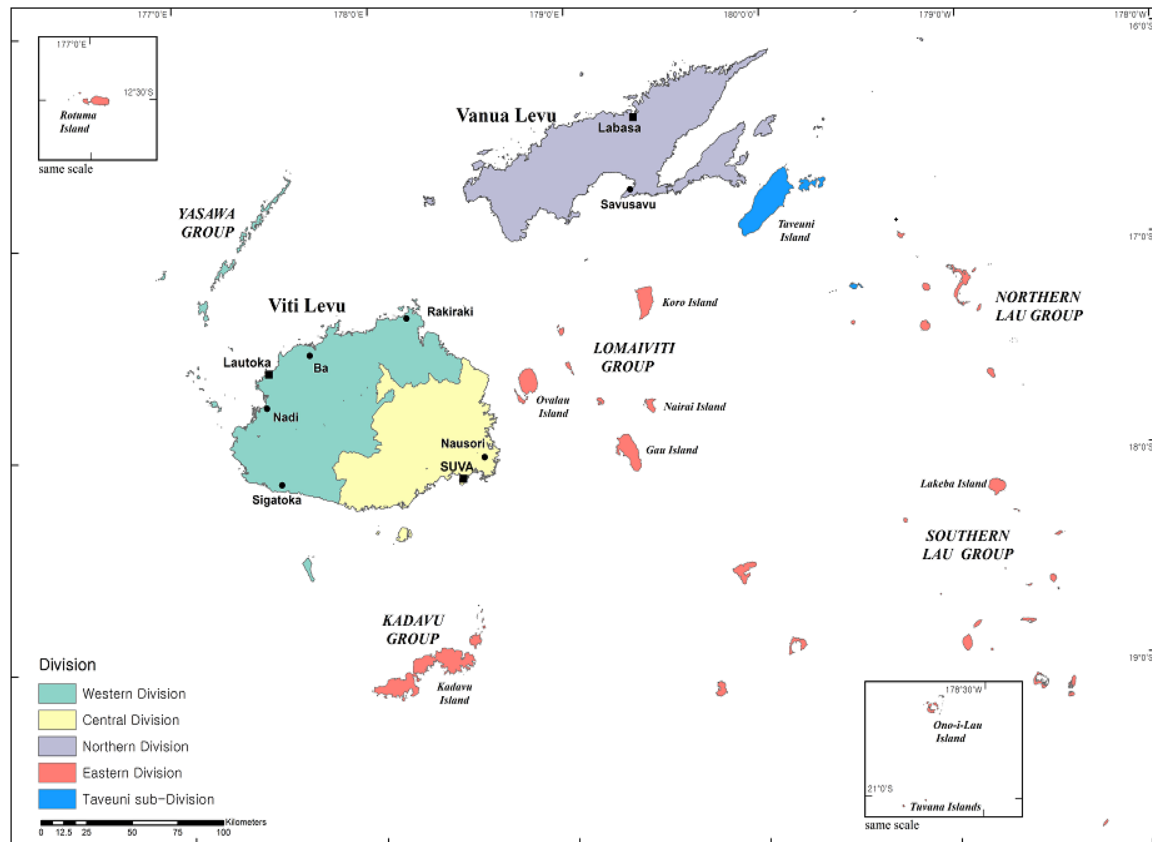 177°0'E
178°0'E
179°0'E
180°0'0"
179°0'W
178°0'W
16°0'S
177°0'E
12°30'S
Rotuma
Island
same scale
Vanua Levu
Labasa
Savusavu
Taveuni
Island
17°0'S
YASAWA
GROUP
Viti Levu
Rakiraki
Lautoka
Ba
Nadi
Koro Island
NORTHERN
LAU GROUP
LOMAIVITI
GROUP
Ovalau
Island
Nairai Island
Nausori
SUVA
Gau Island
18°0'S
Sigatoka
Lakeba Island
SOUTHERN
LAU GROUP
KADAVU
GROUP
Kadavu
Island
19°0'S
Division
Western Division
Central Division
Northern Division
Eastern Division
Taveuni sub-Division
Kilometers
0 12.5 25 50 75 100
178°30'W
Ono-i-Lau
Island
21°0'S
Tuvana Islands
same scale